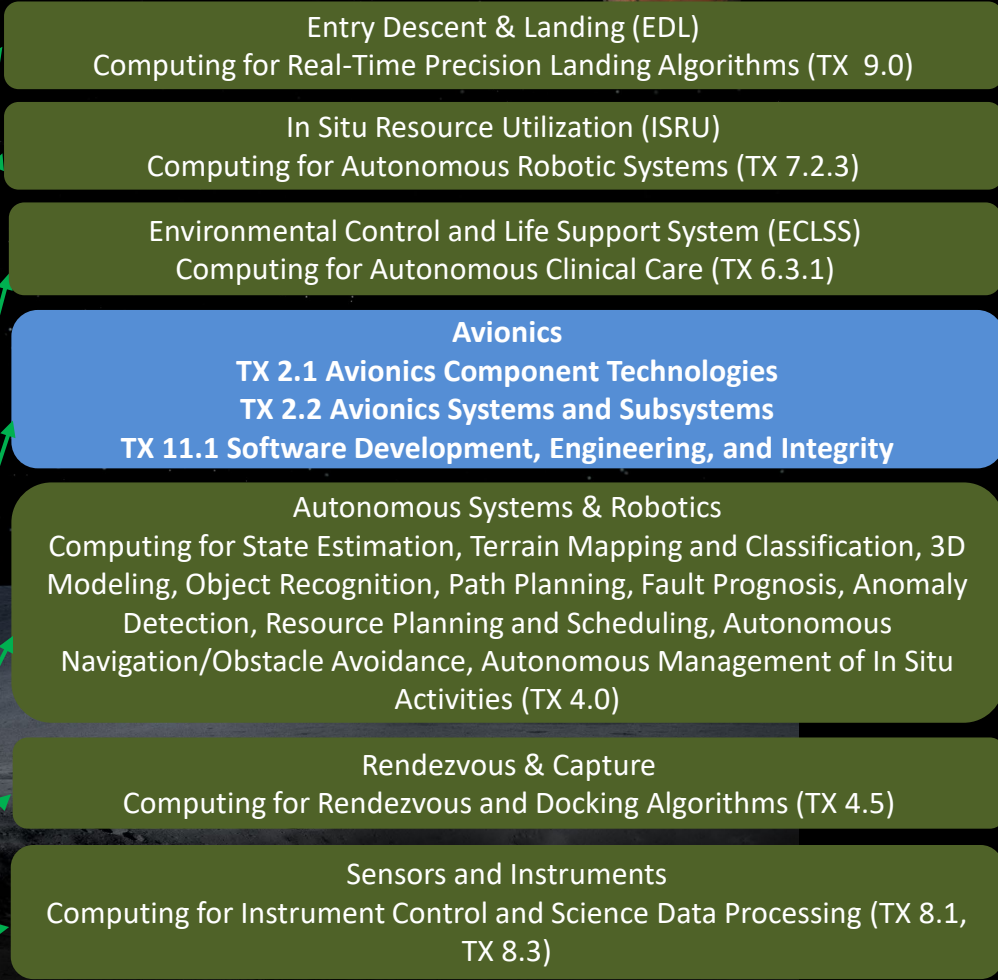 Entry Descent & Landing (EDL)
Computing for Real-Time Precision Landing Algorithms (TX  9.0)
In Situ Resource Utilization (ISRU)
Computing for Autonomous Robotic Systems (TX 7.2.3)
Environmental Control and Life Support System (ECLSS)
Computing for Autonomous Clinical Care (TX 6.3.1)
Avionics
TX 2.1 Avionics Component Technologies
TX 2.2 Avionics Systems and Subsystems
TX 11.1 Software Development, Engineering, and Integrity
Autonomous Systems & Robotics
Computing for State Estimation, Terrain Mapping and Classification, 3D
Modeling, Object Recognition, Path Planning, Fault Prognosis, Anomaly
Detection, Resource Planning and Scheduling, Autonomous
Navigation/Obstacle Avoidance, Autonomous Management of In Situ
Activities (TX 4.0)
Rendezvous & Capture
Computing for Rendezvous and Docking Algorithms (TX 4.5)
Sensors and Instruments
Computing for Instrument Control and Science Data Processing (TX 8.1,
TX 8.3)